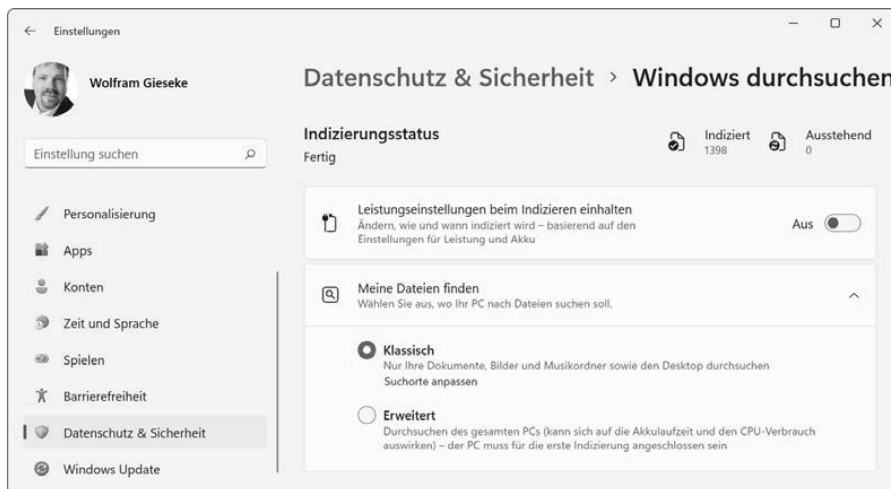 Einstellungen
Wolfram Gieseke
Einstellung suchen
Personalisierung
Apps
Konten
Zeit und Sprache
Spielen
Barrierefreiheit
Datenschutz & Sicherheit
Windows Update
Datenschutz & Sicherheit > Windows durchsuchen
Indizierungsstatus
Fertig
Indiziert
1398
Ausstehend
0
Leistungseinstellungen beim Indizieren einhalten
Ändern, wie und wann indiziert wird – basierend auf den
Einstellungen für Leistung und Akku
Aus
Meine Dateien finden
Wählen Sie aus, wo Ihr PC nach Dateien suchen soll.
Klassisch
Nur Ihre Dokumente, Bilder und Musikordner sowie den Desktop durchsuchen
Suchorte anpassen
Erweitert
Durchsuchen des gesamten PCs (kann sich auf die Akkulaufzeit und den CPU-Verbrauch
auswirken) – der PC muss für die erste Indizierung angeschlossen sein